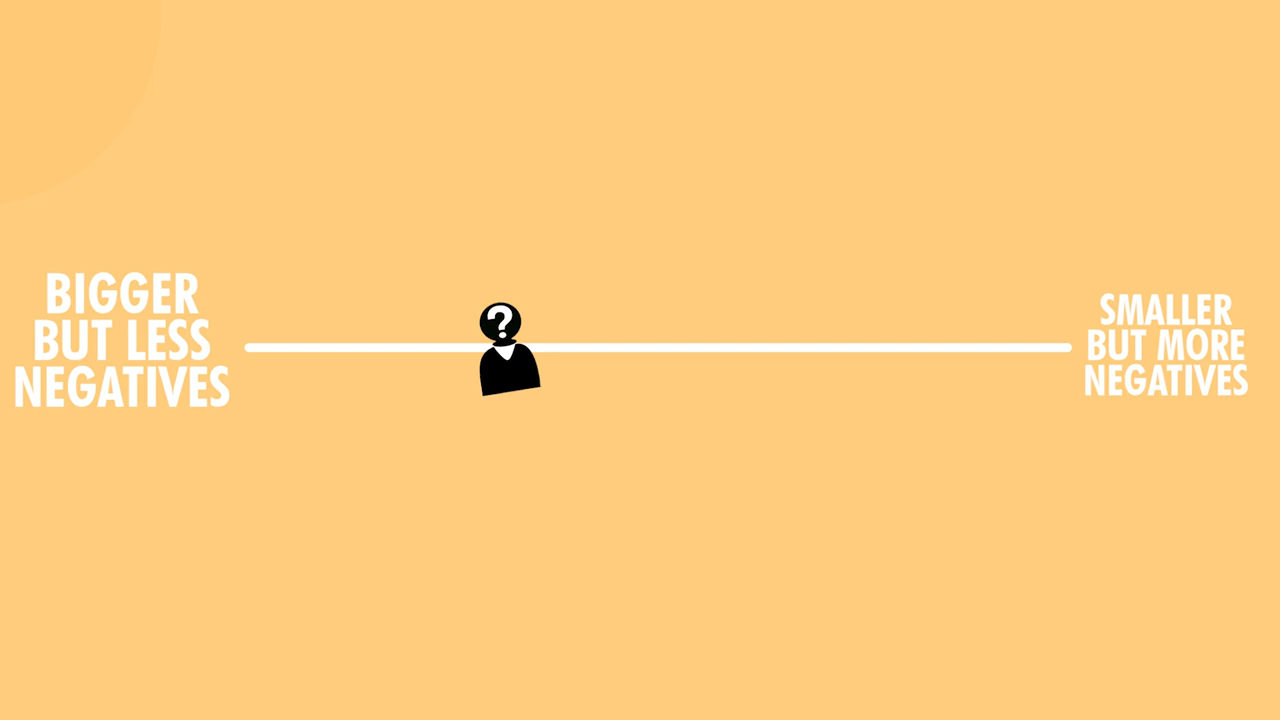 BIGGER
BUT LESS
NEGATIVES
?
SMALLER
BUT MORE
NEGATIVES